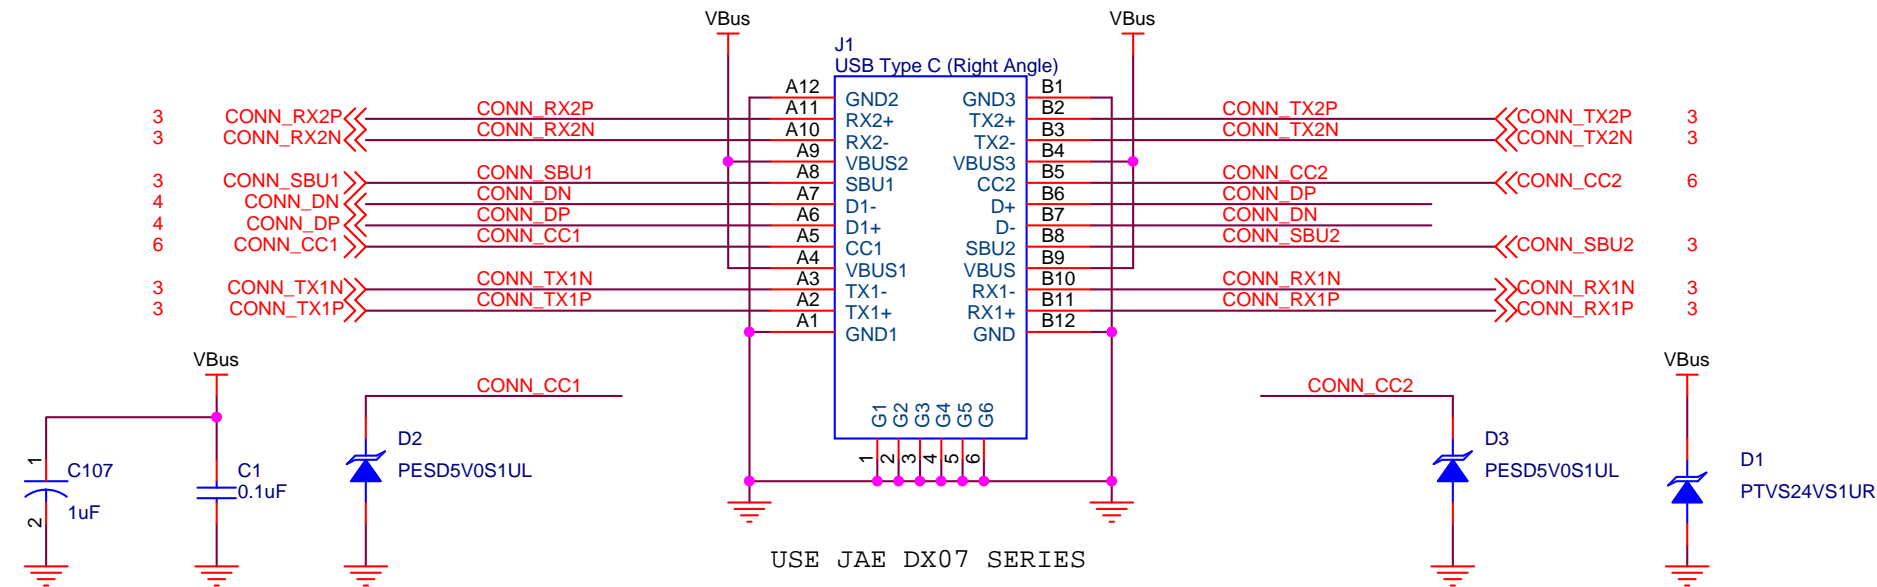 VBus
VBus
J1
USB Type C (Right Angle)
A12 GND2 GND3 B1
3 CONN_RX2P CONN_RX2P A11 RX2+ TX2+ B2 CONN_TX2P CONN_TX2P 3
3 CONN_RX2N CONN_RX2N A10 RX2- TX2- B3 CONN_TX2N CONN_TX2N 3
A9 VBUS2 VBUS3 B4
3 CONN_SBU1 CONN_SBU1 A8 SBU1 CC2 B5 CONN_CC2 CONN_CC2 6
4 CONN_DN CONN_DN A7 D1- D+ B6 CONN_DP
4 CONN_DP CONN_DP A6 D1+ D- B7 CONN_DN
6 CONN_CC1 CONN_CC1 A5 CC1 SBU2 B8 CONN_SBU2 CONN_SBU2 3
A4 VBUS1 VBUS B9
3 CONN_TX1N CONN_TX1N A3 TX1- RX1- B10 CONN_RX1N CONN_RX1N 3
3 CONN_TX1P CONN_TX1P A2 TX1+ RX1+ B11 CONN_RX1P CONN_RX1P 3
A1 GND1 GND B12
G1 G2 G3 G4 G5 G6
1 2 3 4 5 6
VBus
1
C107
1uF
2
C1
0.1uF
CONN_CC1
D2
PESD5V0S1UL
CONN_CC2
D3
PESD5V0S1UL
VBus
D1
PTVS24VS1UR
USE JAE DX07 SERIES